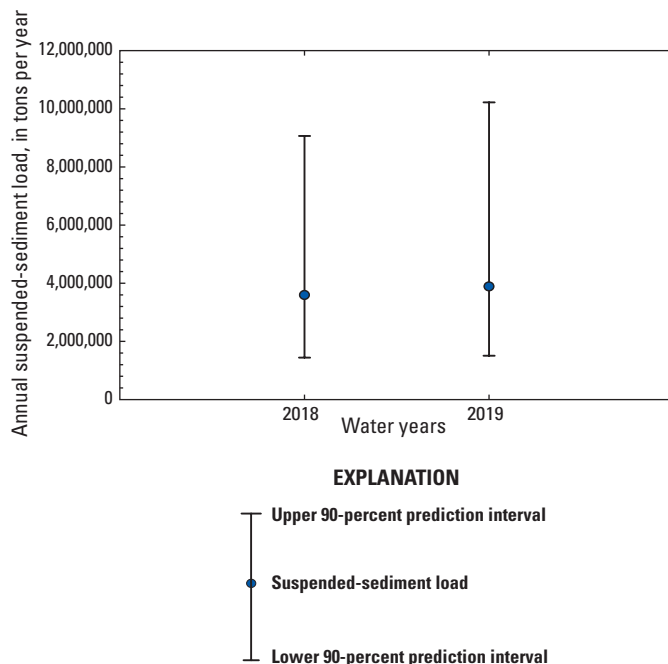 Annual suspended-sediment load, in tons per year
12,000,000
10,000,000
8,000,000
6,000,000
4,000,000
2,000,000
0
2018
2019
Water years
EXPLANATION
Upper 90-percent prediction interval
Suspended-sediment load
Lower 90-percent prediction interval